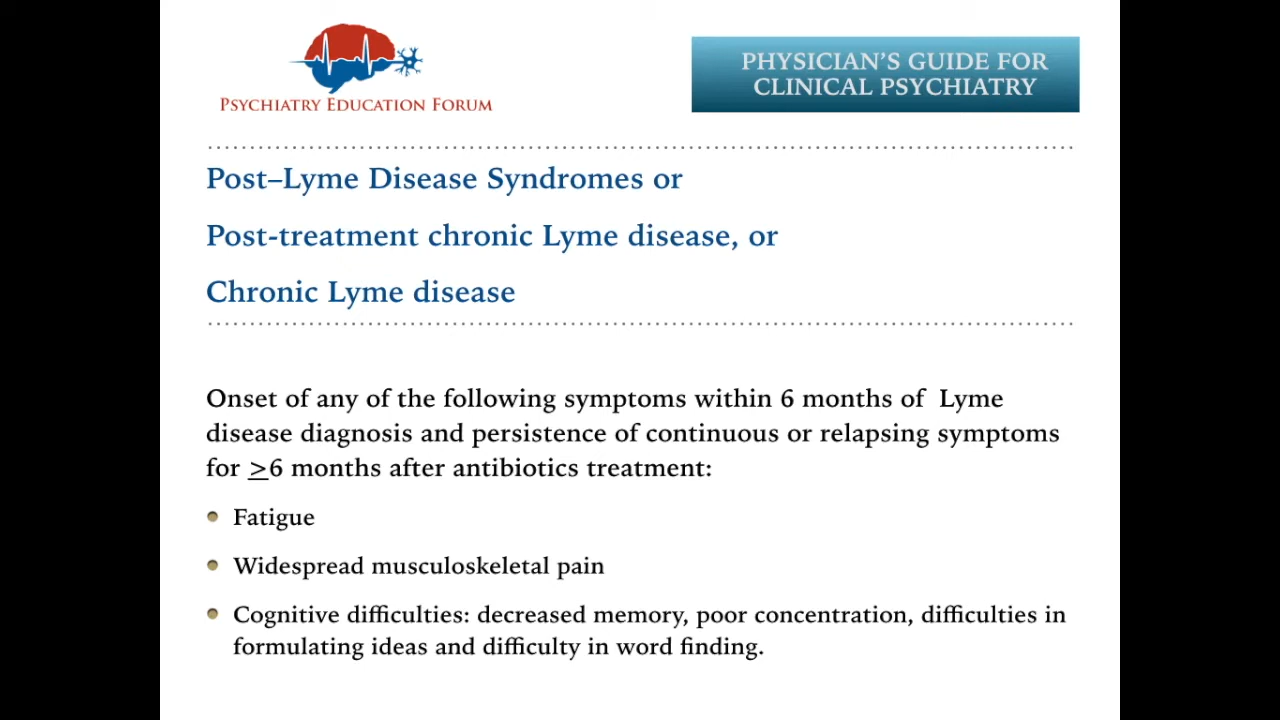 PSYCHIATRY EDUCATION FORUM
PHYSICIAN'S GUIDE FOR
CLINICAL PSYCHIATRY
Post–Lyme Disease Syndromes or
Post-treatment chronic Lyme disease, or
Chronic Lyme disease
Onset of any of the following symptoms within 6 months of  Lyme
disease diagnosis and persistence of continuous or relapsing symptoms
for >6 months after antibiotics treatment:
Fatigue
Widespread musculoskeletal pain
Cognitive difficulties: decreased memory, poor concentration, difficulties in
formulating ideas and difficulty in word finding.